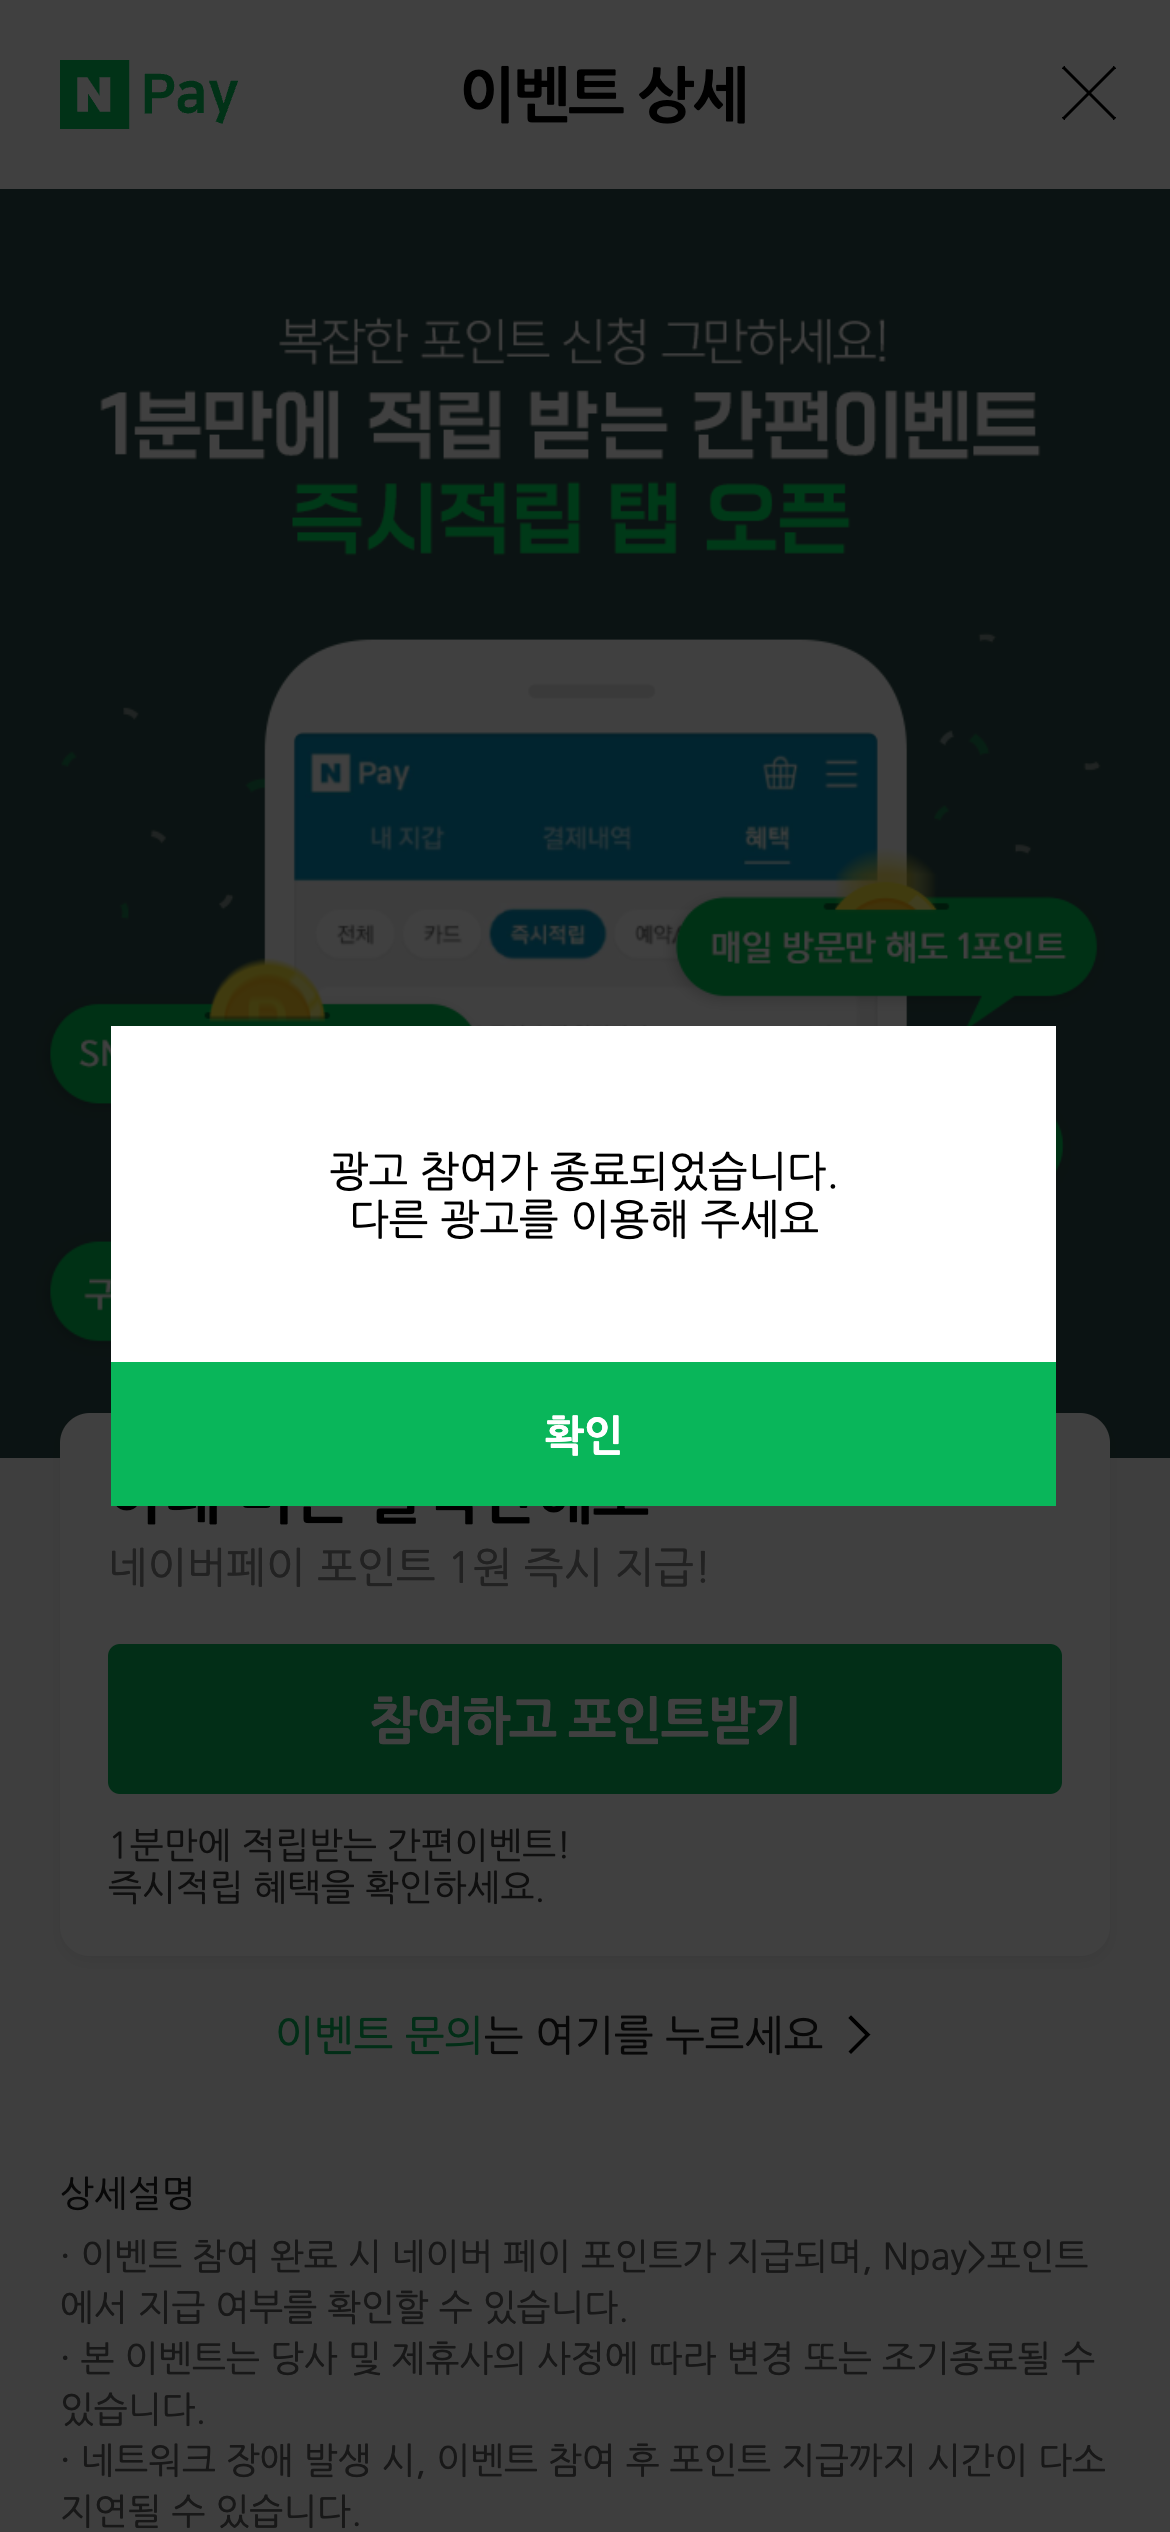 N Pay
이벤트 상세
복잡한 포인트 신청 그만하세요!
1분만에 적립 받는 간편이벤트
즉시적립 탭 오픈
N Pay
내 지갑 결제내역 혜택
전체 카드 즉시적립
매일 방문만 해도 1포인트
광고 참여가 종료되었습니다.
다른 광고를 이용해 주세요
확인
네이버페이 포인트 1원 즉시 지급!
참여하고 포인트받기
1분만에 적립받는 간편이벤트!
즉시적립 혜택을 확인하세요.
이벤트 문의는 여기를 누르세요
상세설명
· 이벤트 참여 완료 시 네이버 페이 포인트가 지급되며, Npay>포인트
에서 지급 여부를 확인할 수 있습니다.
· 본 이벤트는 당사 및 제휴사의 사정에 따라 변경 또는 조기종료될 수
있습니다.
· 네트워크 장애 발생 시, 이벤트 참여 후 포인트 지급까지 시간이 다소
지연될 수 있습니다.